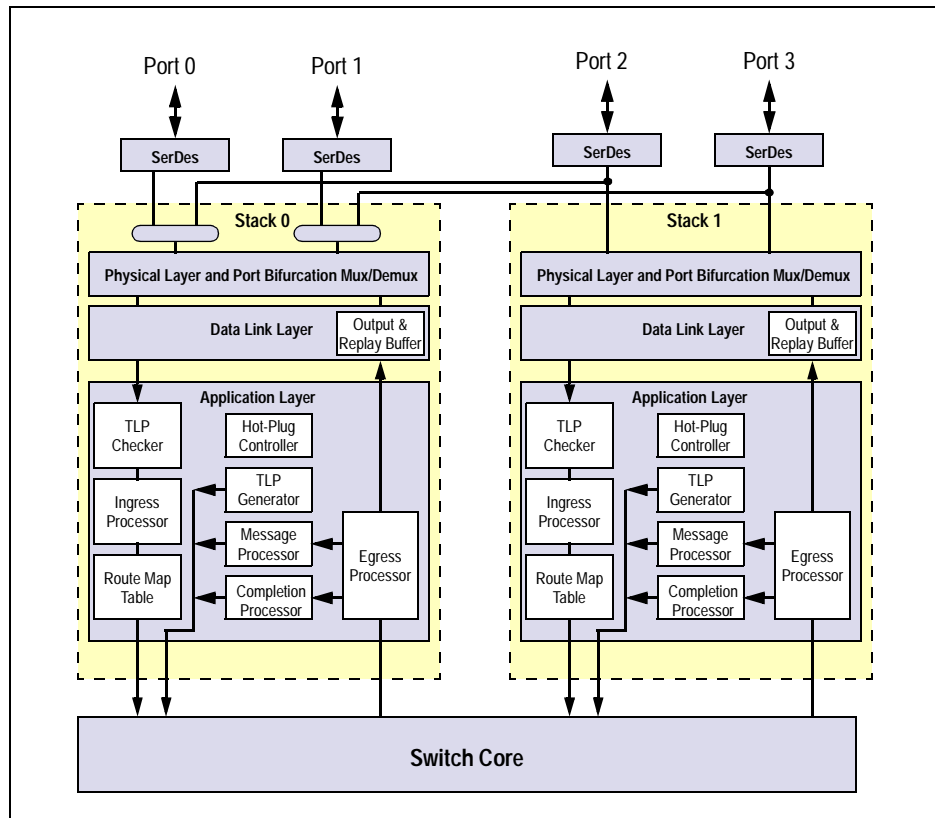 Port 0
Port 1
Port 2
Port 3
SerDes
SerDes
SerDes
SerDes
Stack 0
Physical Layer and Port Bifurcation Mux/Demux
Data Link Layer
Output &
Replay Buffer
Application Layer
TLP
Checker
Hot-Plug
Controller
Ingress
Processor
TLP
Generator
Message
Processor
Egress
Processor
Route Map
Table
Completion
Processor
Stack 1
Physical Layer and Port Bifurcation Mux/Demux
Data Link Layer
Output &
Replay Buffer
Application Layer
TLP
Checker
Hot-Plug
Controller
Ingress
Processor
TLP
Generator
Message
Processor
Egress
Processor
Route Map
Table
Completion
Processor
Switch Core